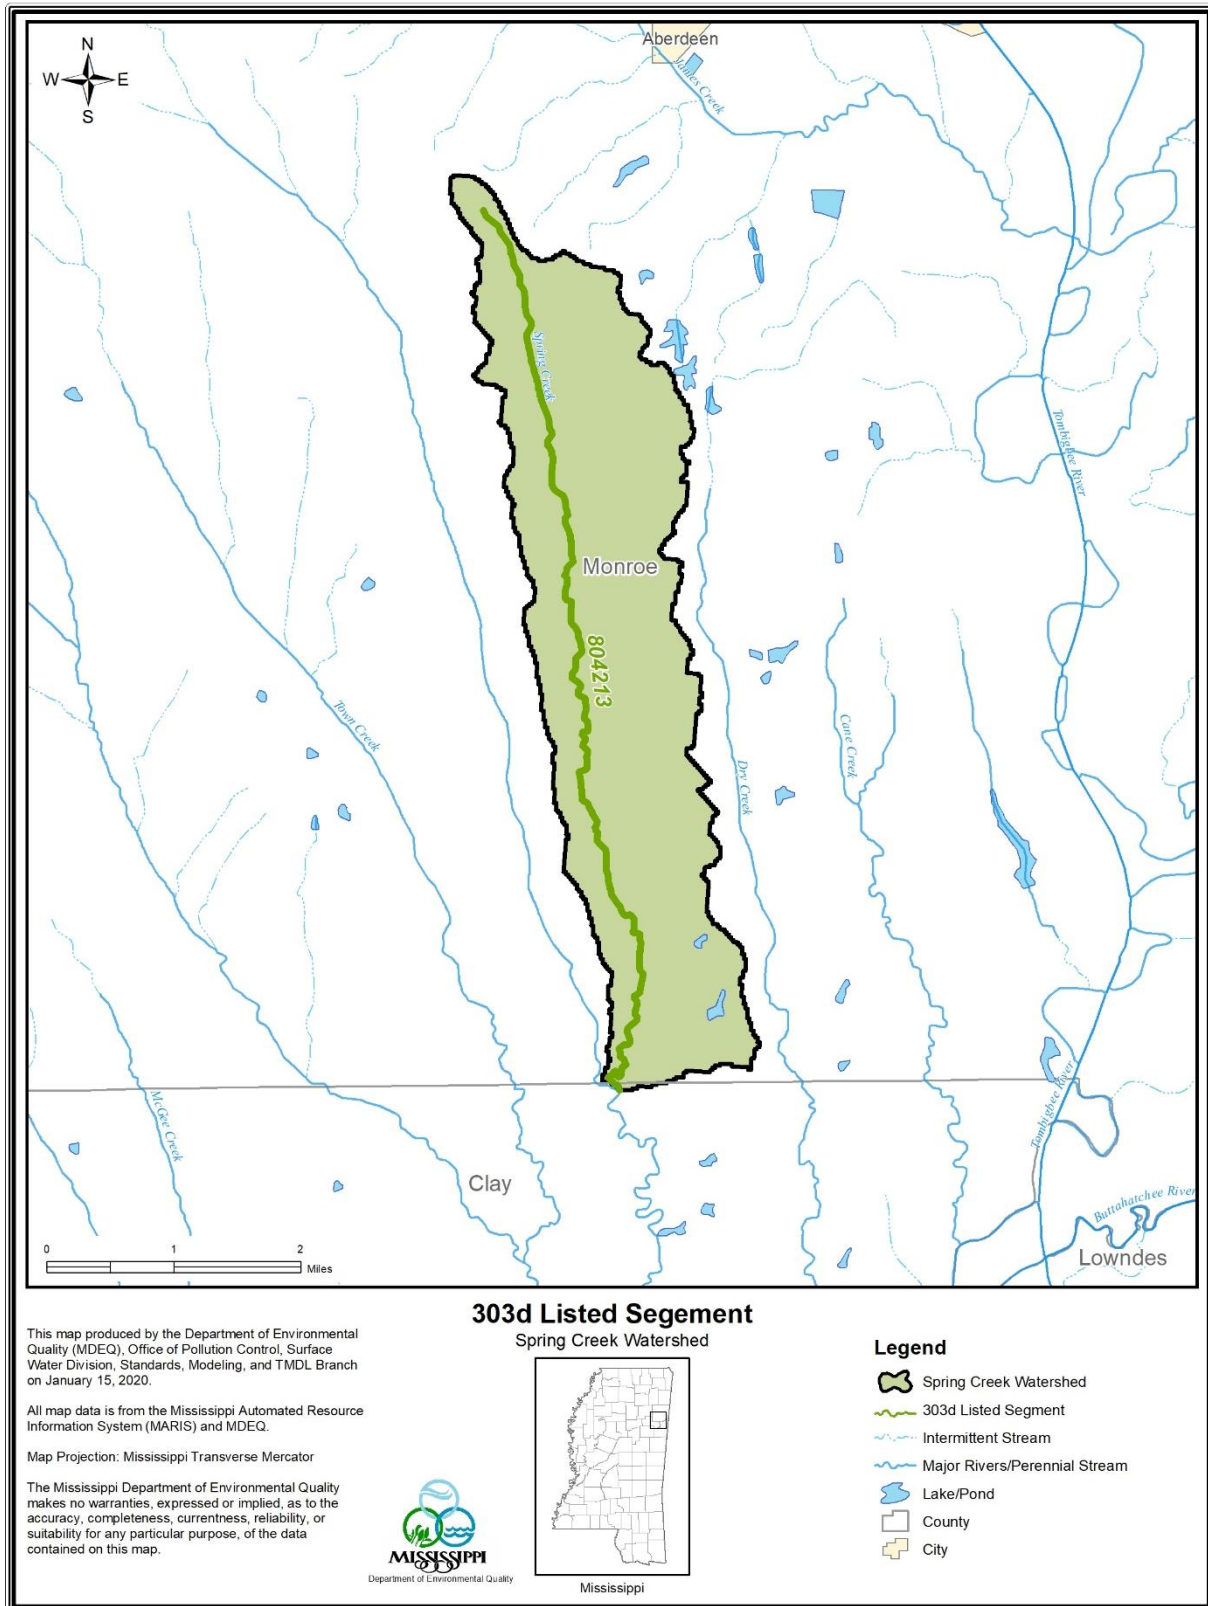 N
W E
S
Aberdeen
James Creek
Spring Creek
Tombigbee River
Monroe
804213
Town Creek
Cane Creek
Dry Creek
McGee Creek
Tombigbee River
Clay
Buttahatchee River
Lowndes
0 1 2
Miles
303d Listed Segement
Spring Creek Watershed
This map produced by the Department of Environmental
Quality (MDEQ), Office of Pollution Control, Surface
Water Division, Standards, Modeling, and TMDL Branch
on January 15, 2020.
All map data is from the Mississippi Automated Resource
Information System (MARIS) and MDEQ.
Map Projection: Mississippi Transverse Mercator
The Mississippi Department of Environmental Quality
makes no warranties, expressed or implied, as to the
accuracy, completeness, currentness, reliability, or
suitability for any particular purpose, of the data
contained on this map.
MISSISSIPPI
Department of Environmental Quality
Mississippi
Legend
Spring Creek Watershed
303d Listed Segment
Intermittent Stream
Major Rivers/Perennial Stream
Lake/Pond
County
City